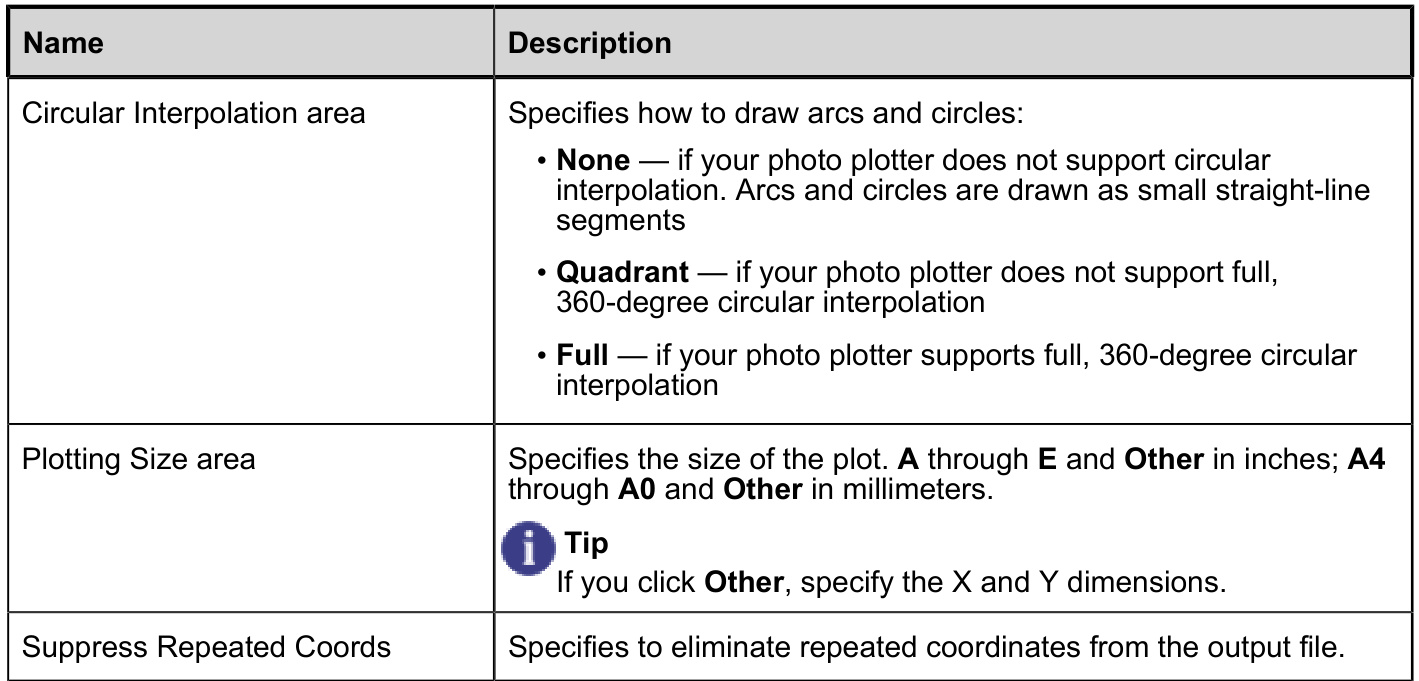 Name
Description
Circular Interpolation area
Specifies how to draw arcs and circles:
• None — if your photo plotter does not support circular
interpolation. Arcs and circles are drawn as small straight-line
segments
• Quadrant — if your photo plotter does not support full,
360-degree circular interpolation
• Full — if your photo plotter supports full, 360-degree circular
interpolation
Plotting Size area
Specifies the size of the plot. A through E and Other in inches; A4
through A0 and Other in millimeters.
i Tip
If you click Other, specify the X and Y dimensions.
Suppress Repeated Coords
Specifies to eliminate repeated coordinates from the output file.